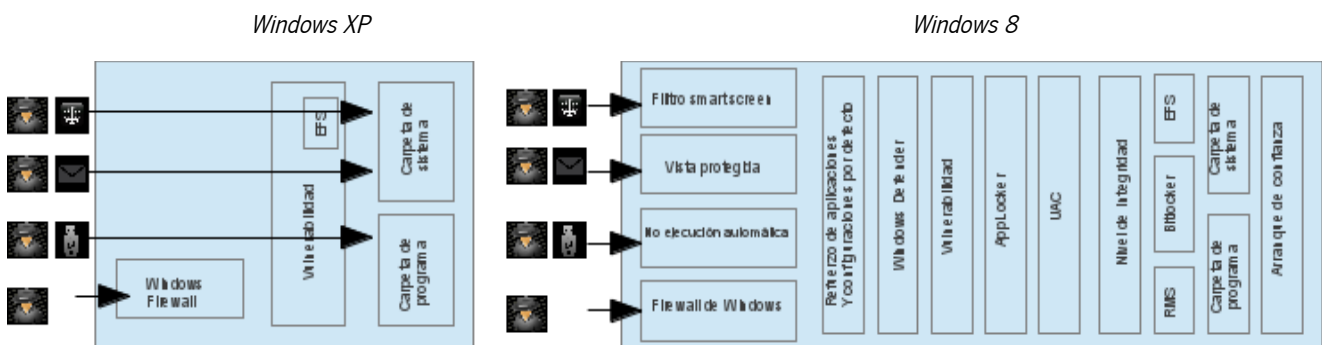 Windows XP
EFS
Carpeta de
sistema
Vulnerabilidad
Carpeta de
programa
Windows
Firewall
Windows 8
Filtro smartscreen
Vista protegida
No ejecución automática
Firewall de Windows
Refuerzo de aplicaciones
Y configuraciones por defecto
Windows Defender
Vulnerabilidad
AppLocker
UAC
Nivel de Integridad
EFS
Bitlocker
RMS
Carpeta de
sistema
Carpeta de
programa
Arranque de confianza